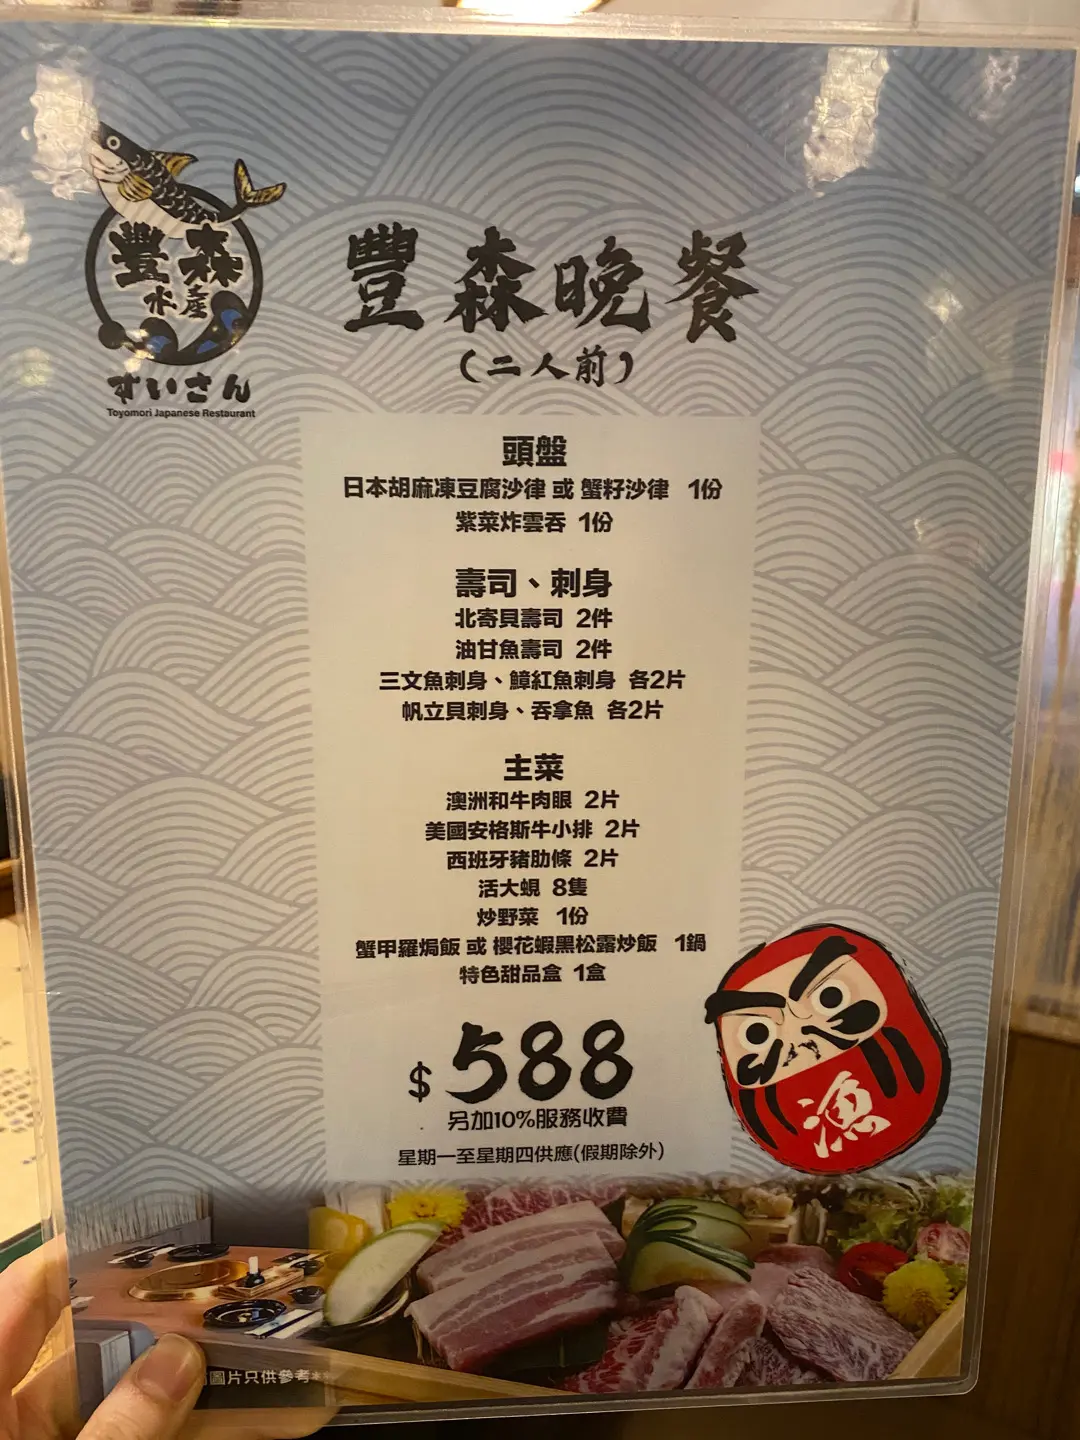 豐森
水產
すいさん
Toyomori Japanese Restaurant
豐森晚餐
(二人前)
頭盤
日本胡麻凍豆腐沙律 或 蟹籽沙律 1份
紫菜炸雲吞 1份
壽司、刺身
北寄貝壽司 2件
油甘魚壽司 2件
三文魚刺身、鱆紅魚刺身 各2片
帆立貝刺身、吞拿魚 各2片
主菜
澳洲和牛肉眼 2片
美國安格斯牛小排 2片
西班牙豬肋條 2片
活大蜆 8隻
炒野菜 1份
蟹甲羅焗飯 或 櫻花蝦黑松露炒飯 1鍋
特色甜品盒 1盒
$588
另加10%服務收費
星期一至星期四供應(假期除外)
漁
圖片只供參考**